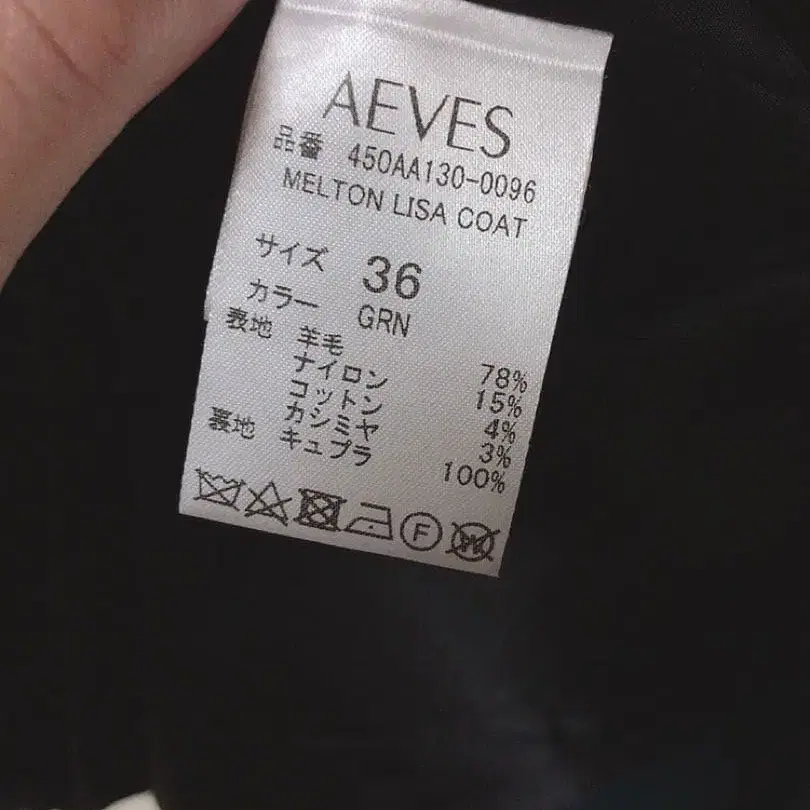 AEVES
品番 450AA130-0096
MELTON LISA COAT
サイズ 36
カラー GRN
表地 羊毛 78%
ナイロン 15%
コットン 4%
カシミヤ 3%
裏地 キュプラ 100%
F W